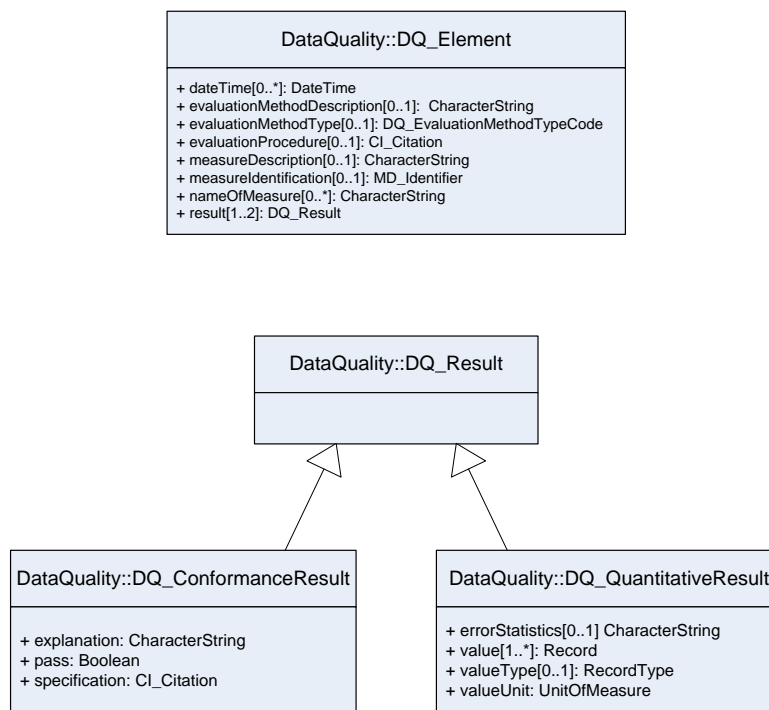 DataQuality::DQ_Element
+ dateTime[0..*]: DateTime
+ evaluationMethodDescription[0..1]: CharacterString
+ evaluationMethodType[0..1]: DQ_EvaluationMethodTypeCode
+ evaluationProcedure[0..1]: CI_Citation
+ measureDescription[0..1]: CharacterString
+ measureIdentification[0..1]: MD_Identifier
+ nameOfMeasure[0..*]: CharacterString
+ result[1..2]: DQ_Result
DataQuality::DQ_Result
DataQuality::DQ_ConformanceResult
+ explanation: CharacterString
+ pass: Boolean
+ specification: CI_Citation
DataQuality::DQ_QuantitativeResult
+ errorStatistics[0..1] CharacterString
+ value[1..*]: Record
+ valueType[0..1]: RecordType
+ valueUnit: UnitOfMeasure